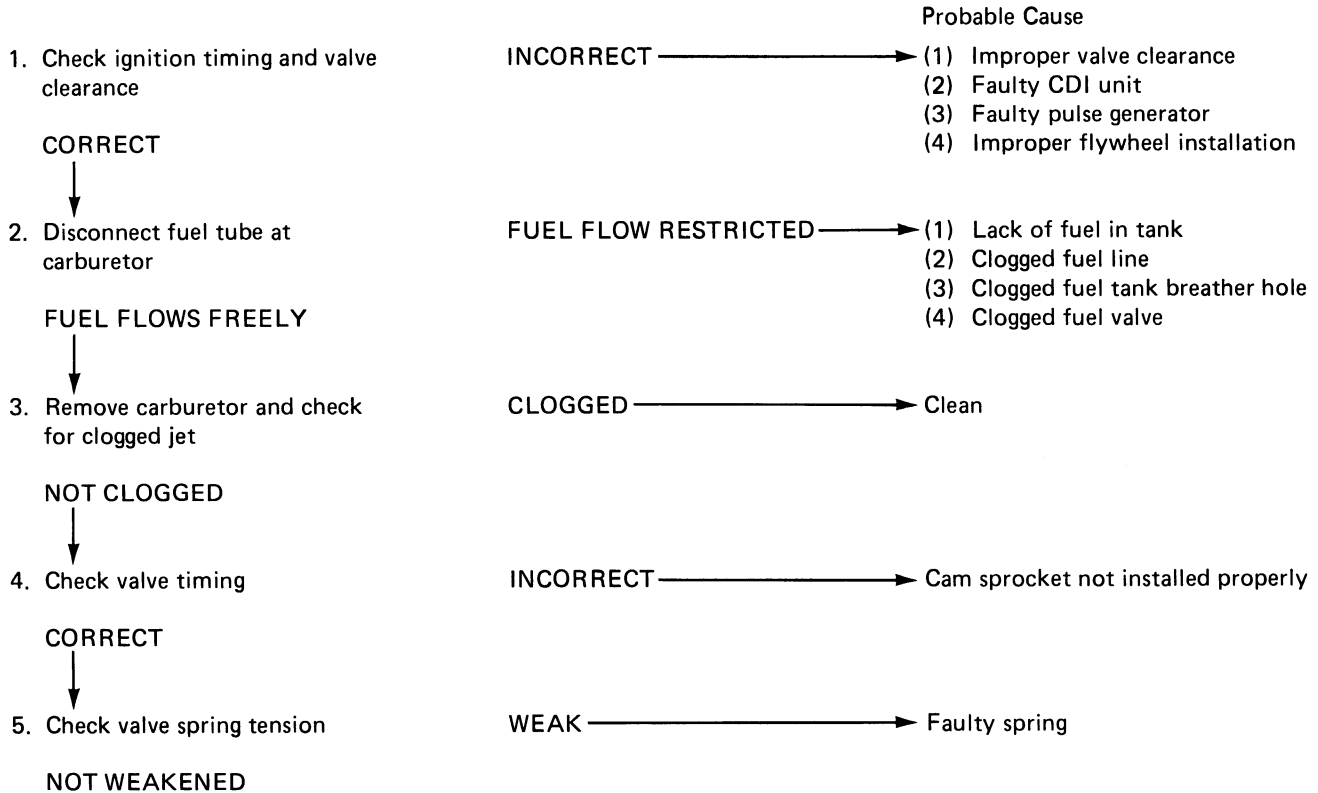 Probable Cause
1. Check ignition timing and valve
clearance
INCORRECT
(1) Improper valve clearance
(2) Faulty CDI unit
(3) Faulty pulse generator
(4) Improper flywheel installation
CORRECT
2. Disconnect fuel tube at
carburetor
FUEL FLOW RESTRICTED
(1) Lack of fuel in tank
(2) Clogged fuel line
(3) Clogged fuel tank breather hole
(4) Clogged fuel valve
FUEL FLOWS FREELY
3. Remove carburetor and check
for clogged jet
CLOGGED
Clean
NOT CLOGGED
4. Check valve timing
INCORRECT
Cam sprocket not installed properly
CORRECT
5. Check valve spring tension
WEAK
Faulty spring
NOT WEAKENED